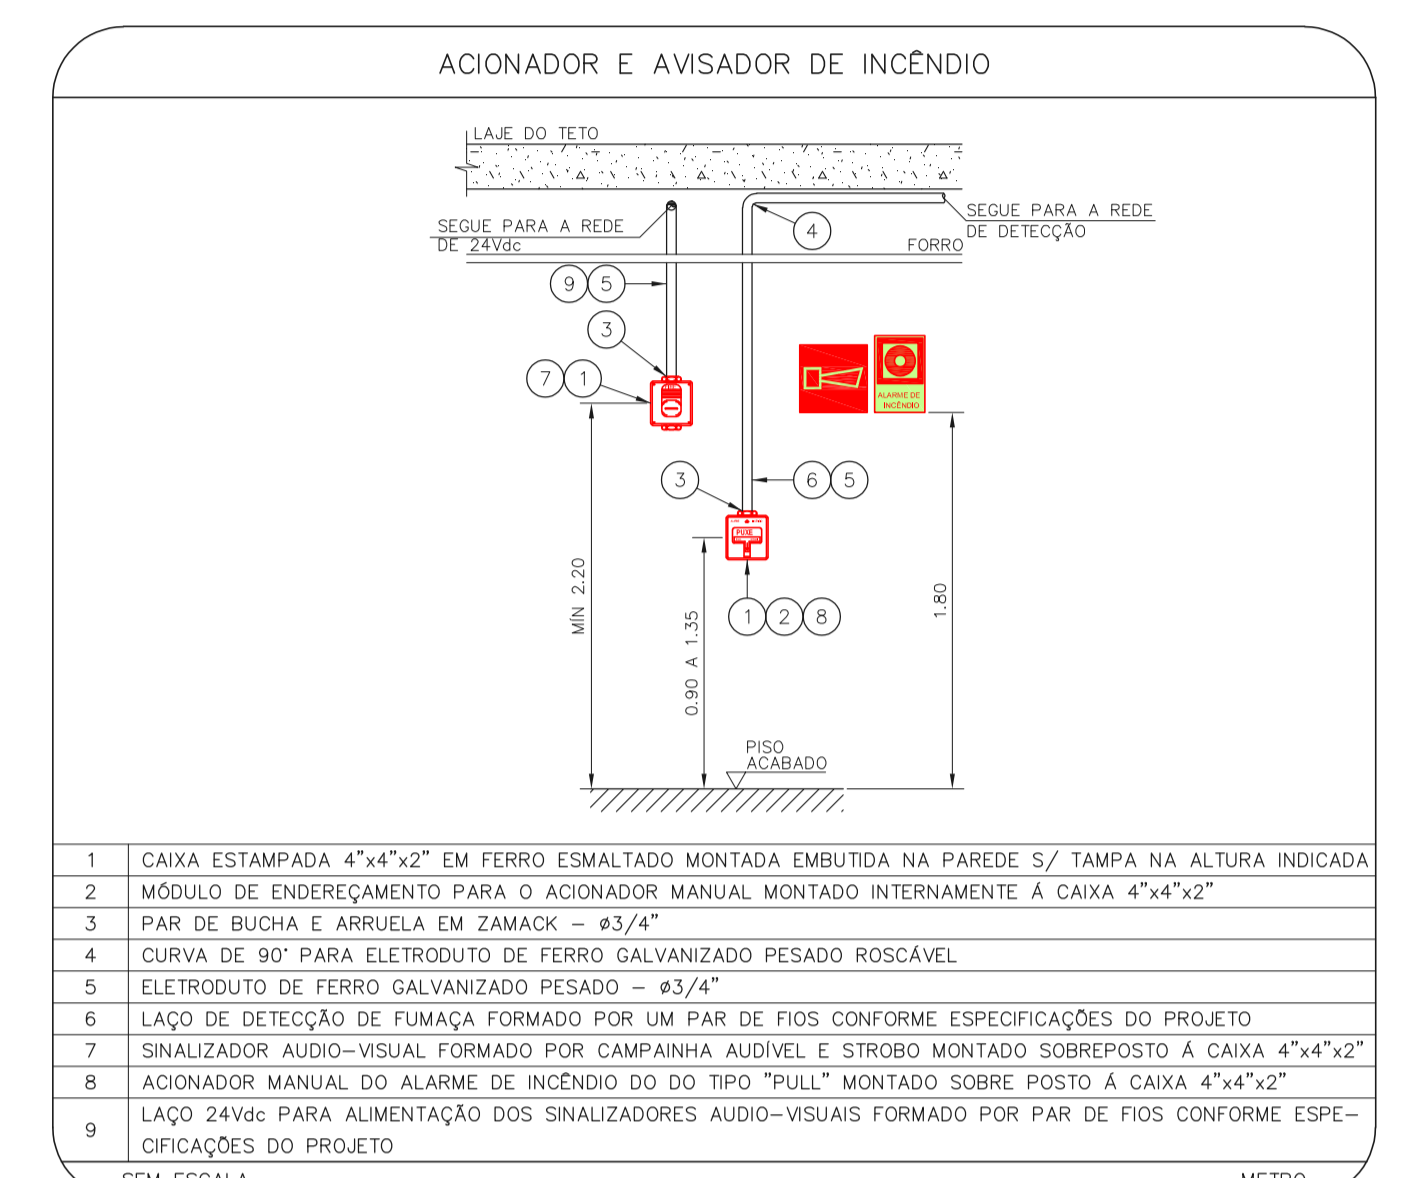 ACIONADOR E AVISADOR DE INCÊNDIO
LAJE DO TETO
SEGUE PARA A REDE
DE 24Vdc
SEGUE PARA A REDE
DE DETECÇÃO
4
FORRO
9 5
3
7 1
ALARME DE
INCÊNDIO
3
6 5
PUXE
1 2 8
MÍN 2.20
0.90 A 1.35
1.80
PISO
ACABADO
1 CAIXA ESTAMPADA 4"x4"x2" EM FERRO ESMALTADO MONTADA EMBUTIDA NA PAREDE S/ TAMPA NA ALTURA INDICADA
2 MÓDULO DE ENDEREÇAMENTO PARA O ACIONADOR MANUAL MONTADO INTERNAMENTE Á CAIXA 4"x4"x2"
3 PAR DE BUCHA E ARRUELA EM ZAMACK – ø3/4"
4 CURVA DE 90° PARA ELETRODUTO DE FERRO GALVANIZADO PESADO ROSCÁVEL
5 ELETRODUTO DE FERRO GALVANIZADO PESADO – ø3/4"
6 LAÇO DE DETECÇÃO DE FUMAÇA FORMADO POR UM PAR DE FIOS CONFORME ESPECIFICAÇÕES DO PROJETO
7 SINALIZADOR AUDIO–VISUAL FORMADO POR CAMPAINHA AUDÍVEL E STROBO MONTADO SOBREPOSTO Á CAIXA 4"x4"x2"
8 ACIONADOR MANUAL DO ALARME DE INCÊNDIO DO DO TIPO "PULL" MONTADO SOBRE POSTO Á CAIXA 4"x4"x2"
9 LAÇO 24Vdc PARA ALIMENTAÇÃO DOS SINALIZADORES AUDIO–VISUAIS FORMADO POR PAR DE FIOS CONFORME ESPE–
CIFICAÇÕES DO PROJETO
SEM ESCALA
METRO